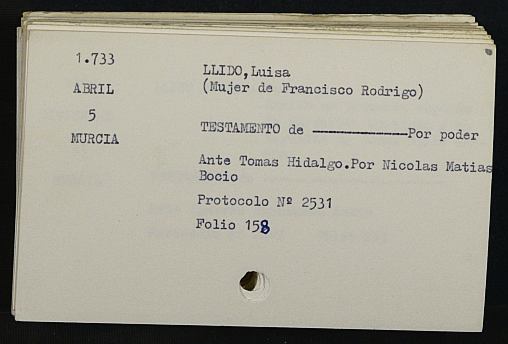 1.733
ABRIL
5
MURCIA
LLIDO,Luisa
(Mujer de Francisco Rodrigo)
TESTAMENTO de ——————Por poder
Ante Tomas Hidalgo.Por Nicolas Matias
Bocio
Protocolo Nº 2531
Folio 158